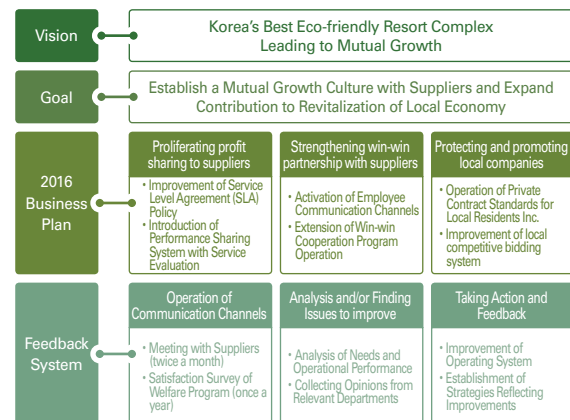 Vision
Korea's Best Eco-friendly Resort Complex
Leading to Mutual Growth
Goal
Establish a Mutual Growth Culture with Suppliers and Expand
Contribution to Revitalization of Local Economy
2016
Business
Plan
Proliferating profit
sharing to suppliers
• Improvement of Service
Level Agreement (SLA)
Policy
• Introduction of
Performance Sharing
System with Service
Evaluation
Strengthening win-win
partnership with suppliers
• Activation of Employee
Communication Channels
• Extension of Win-win
Cooperation Program
Operation
Protecting and promoting
local companies
• Operation of Private
Contract Standards for
Local Residents Inc.
• Improvement of local
competitive bidding
system
Feedback
System
Operation of
Communication Channels
• Meeting with Suppliers
(twice a month)
• Satisfaction Survey of
Welfare Program (once a
year)
Analysis and/or Finding
Issues to improve
• Analysis of Needs and
Operational Performance
• Collecting Opinions from
Relevant Departments
Taking Action and
Feedback
• Improvement of
Operating System
• Establishment of
Strategies Reflecting
Improvements